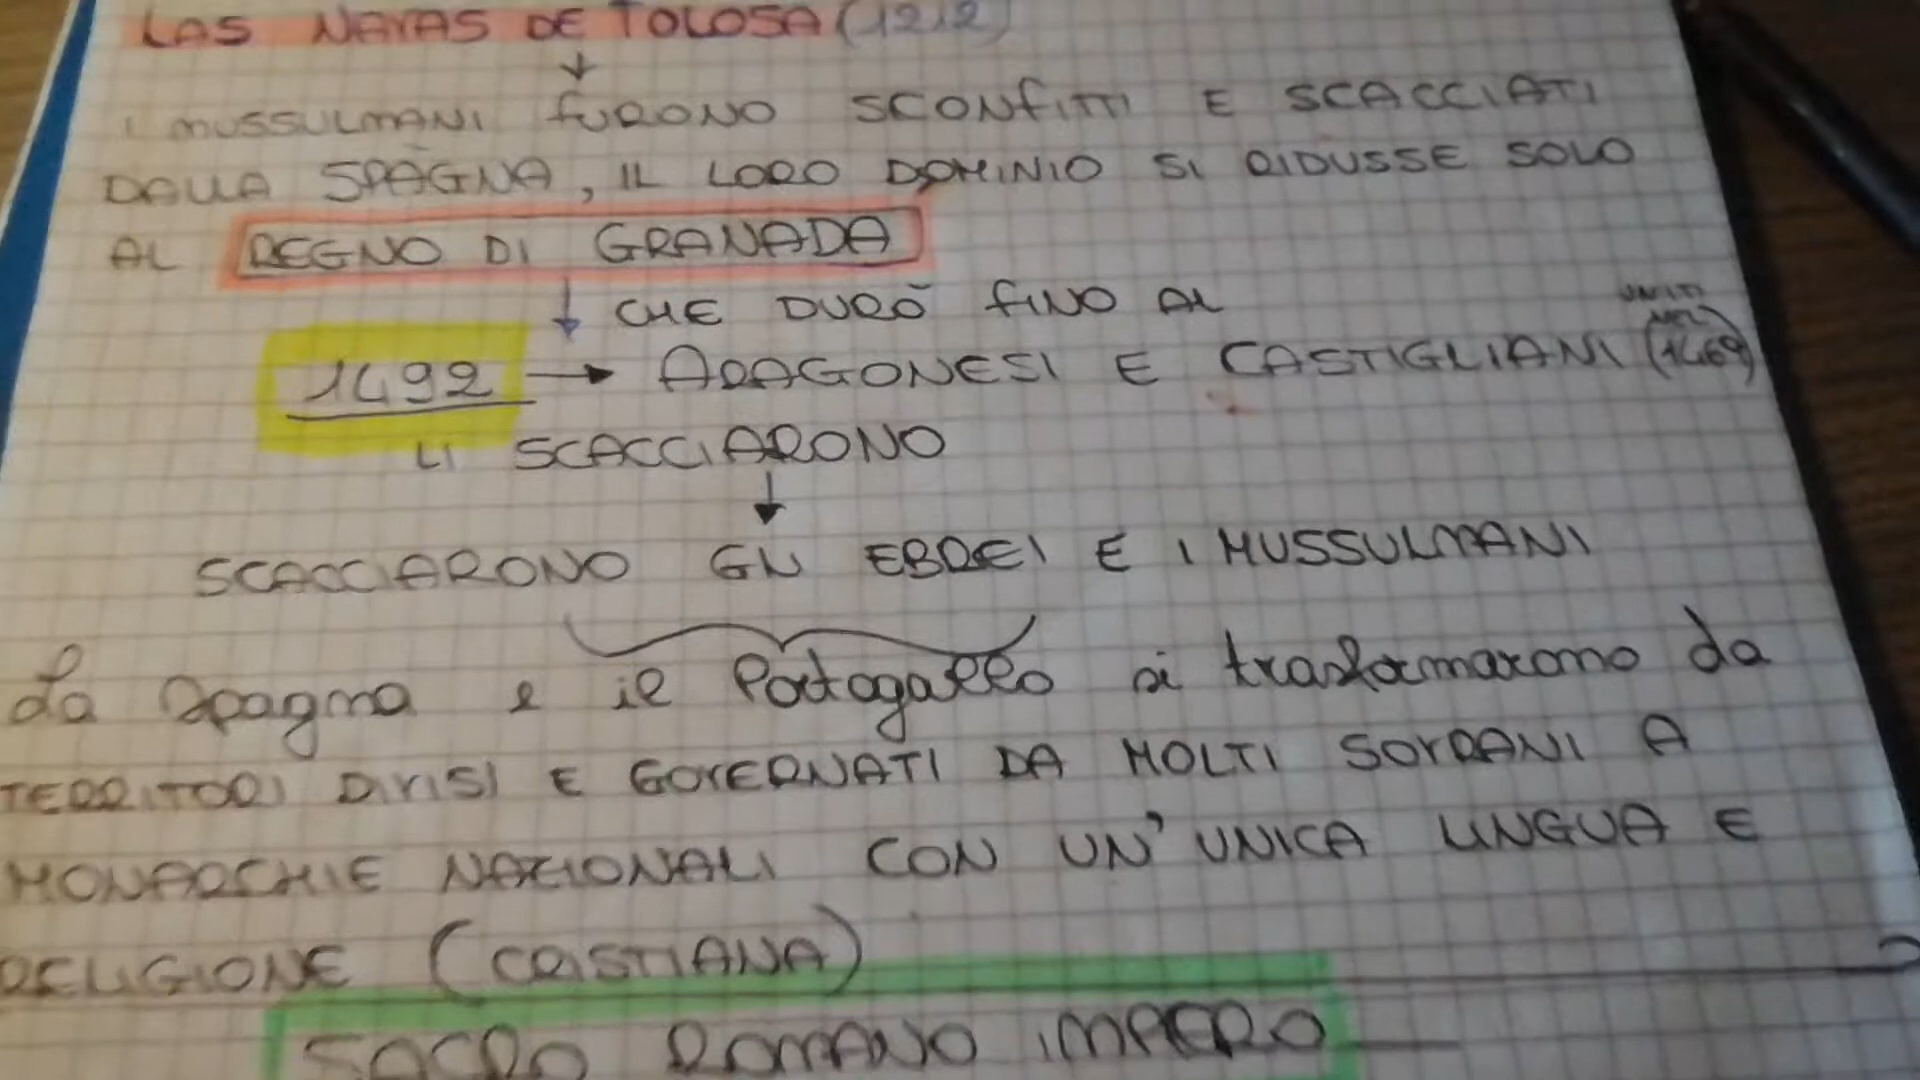 LAS NAVAS DE TOLOSA (1212)
I MUSSULMANI FURONO SCONFITTI E SCACCIATI
DALLA SPAGNA, IL LORO DOMINIO SI RIDUSSE SOLO
AL REGNO DI GRANADA
CHE DURÒ FINO AL
UNITI
NEL
1492 → ARAGONESI E CASTIGLIANI (1469)
LI SCACCIARONO
SCACCIARONO GLI EBREI E I MUSSULMANI
La Spagna e il Portogallo si trasformarono da
TERRITORI DIVISI E GOVERNATI DA MOLTI SOVRANI A
MONARCHIE NAZIONALI CON UN'UNICA LINGUA E
RELIGIONE (CRISTIANA)
SACRO ROMANO IMPERO